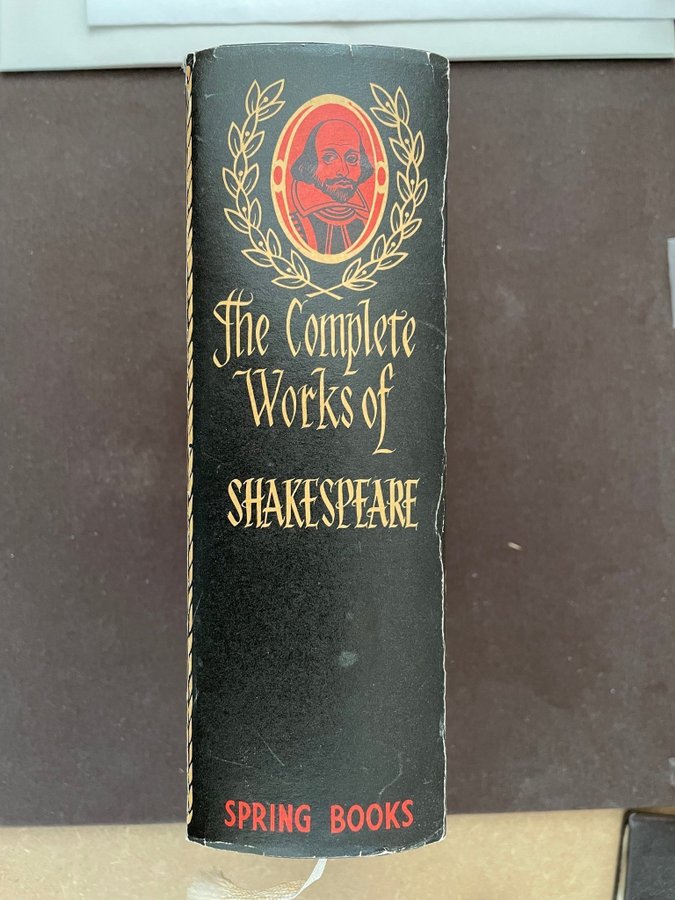 The Complete
Works of
SHAKESPEARE
SPRING BOOKS